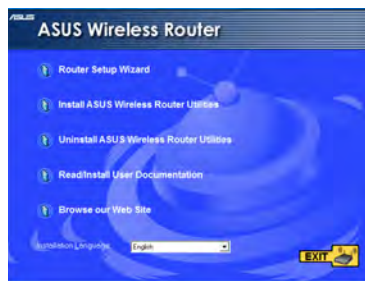 ASUS
ASUS Wireless Router
Router Setup Wizard
Install ASUS Wireless Router Utilities
Uninstall ASUS Wireless Router Utilities
Read/Install User Documentation
Browse our Web Site
Installation Language: English
EXIT